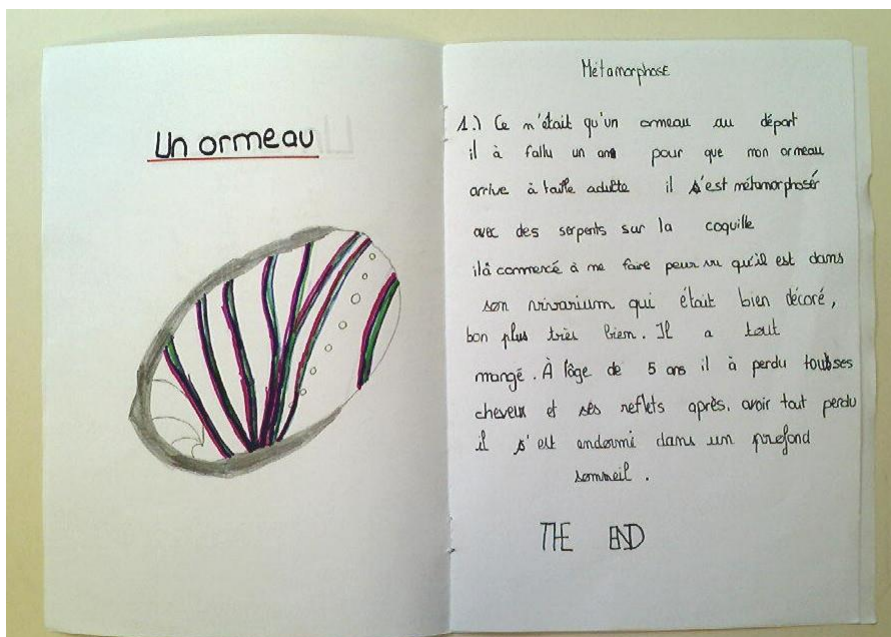 Un ormeau
Métamorphose
1.) Ce n'était qu'un ormeau au départ
il à fallu un an pour que mon ormeau
arrive à taille adulte il s'est métamorphosér
avec des serpents sur la coquille
il à commencé à me faire peur vu qu'il est dans
son vivarium qui était bien décoré,
bon plus très bien. Il a tout
mangé. À l'âge de 5 ans il à perdu tout ses
cheveux et ses reflets après, avoir tout perdu
il s'est endormi dans un profond
sommeil.
THE END